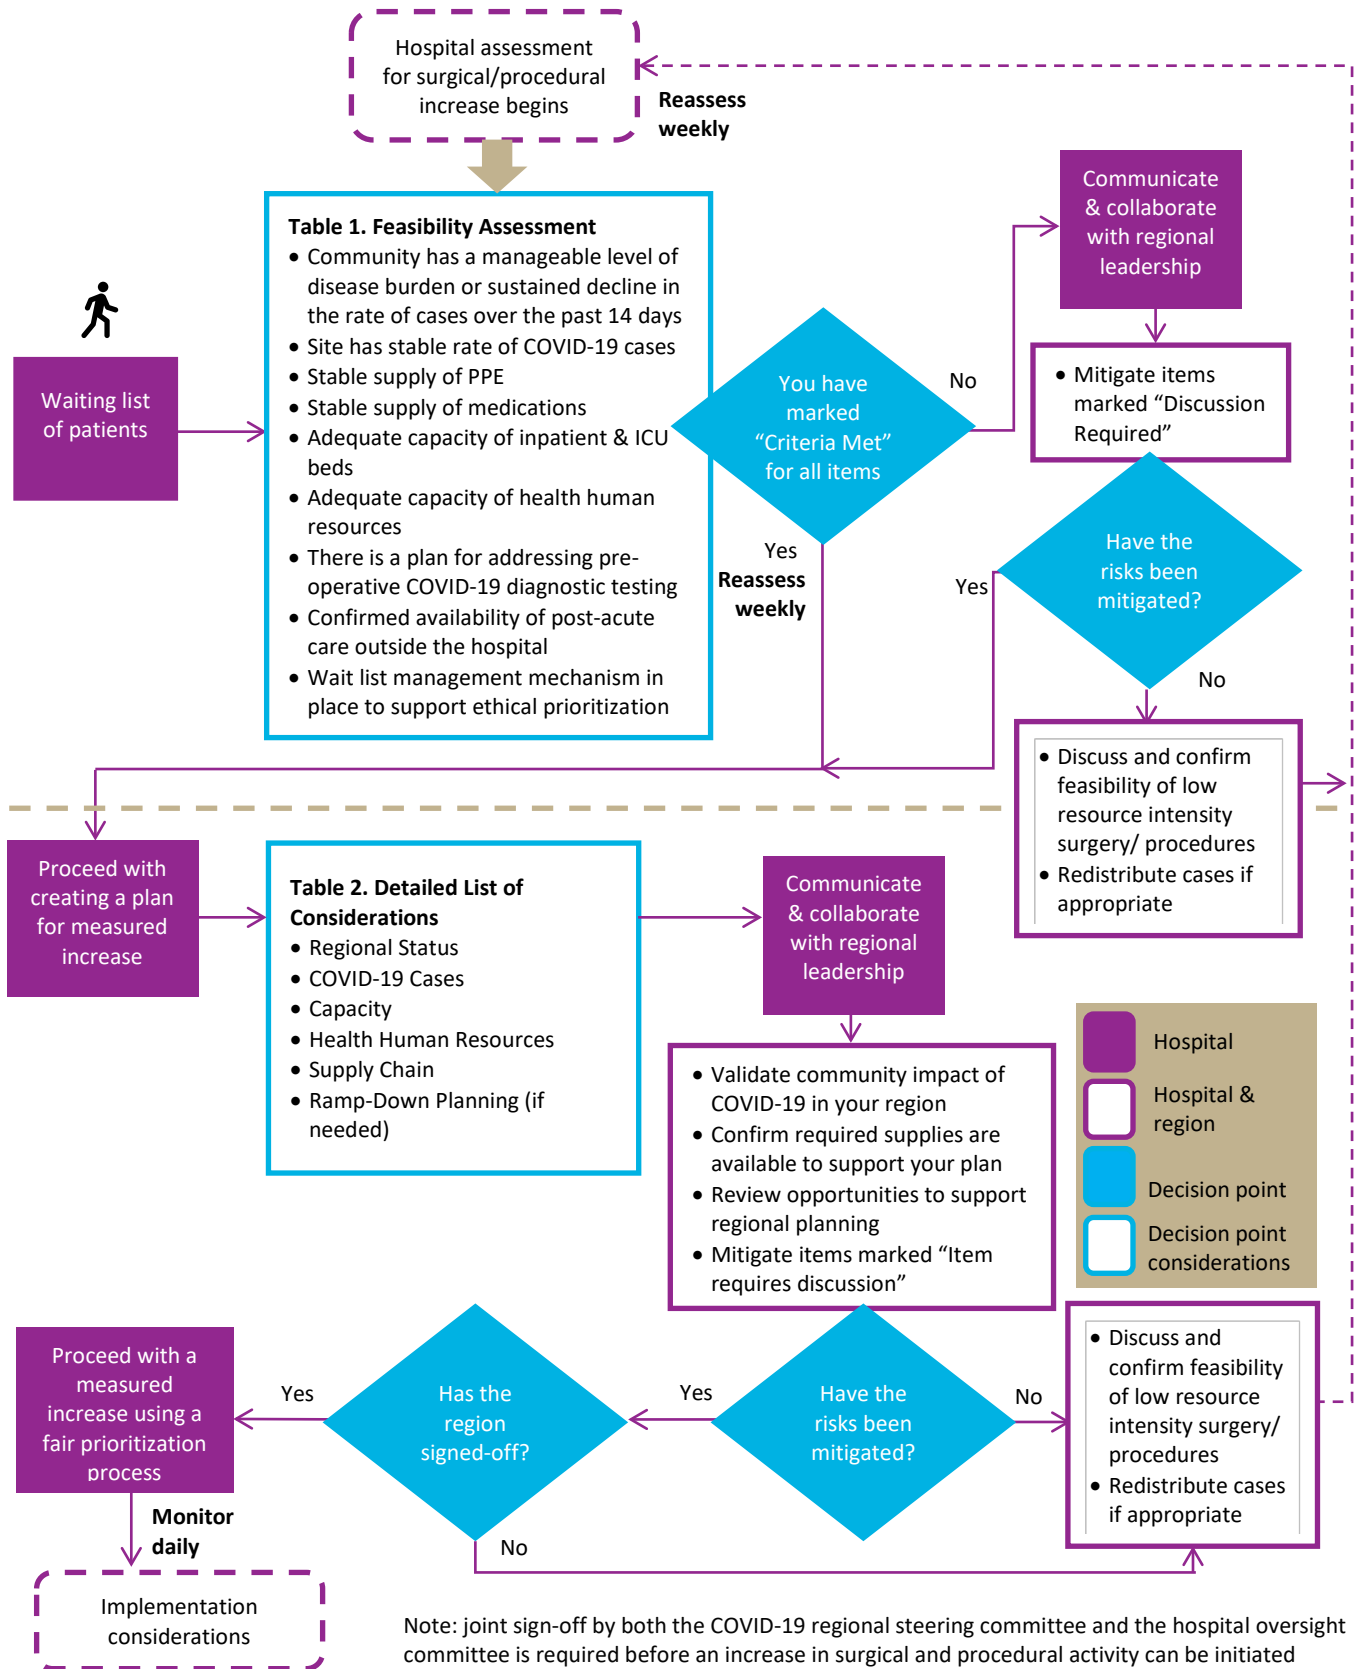 Hospital assessment
for surgical/procedural
increase begins
Reassess
weekly
Communicate
& collaborate
with regional
leadership
Table 1. Feasibility Assessment
• Community has a manageable level of
disease burden or sustained decline in
the rate of cases over the past 14 days
• Site has stable rate of COVID-19 cases
• Stable supply of PPE
• Stable supply of medications
• Adequate capacity of inpatient & ICU
beds
• Adequate capacity of health human
resources
• There is a plan for addressing pre-
operative COVID-19 diagnostic testing
• Confirmed availability of post-acute
care outside the hospital
• Wait list management mechanism in
place to support ethical prioritization
Waiting list
of patients
You have
marked
“Criteria Met”
for all items
No
• Mitigate items
marked “Discussion
Required”
Yes
Reassess
weekly
Have the
risks been
mitigated?
Yes
No
• Discuss and confirm
feasibility of low
resource intensity
surgery/ procedures
• Redistribute cases if
appropriate
Proceed with
creating a plan
for measured
increase
Table 2. Detailed List of
Considerations
• Regional Status
• COVID-19 Cases
• Capacity
• Health Human Resources
• Supply Chain
• Ramp-Down Planning (if
needed)
Communicate
& collaborate
with regional
leadership
• Validate community impact of
COVID-19 in your region
• Confirm required supplies are
available to support your plan
• Review opportunities to support
regional planning
• Mitigate items marked “Item
requires discussion”
Hospital
Hospital &
region
Decision point
Decision point
considerations
Proceed with a
measured
increase using a
fair prioritization
process
Yes
Has the
region
signed-off?
Yes
Have the
risks been
mitigated?
No
• Discuss and
confirm feasibility
of low resource
intensity surgery/
procedures
• Redistribute cases
if appropriate
Monitor
daily
No
Implementation
considerations
Note: joint sign-off by both the COVID-19 regional steering committee and the hospital oversight
committee is required before an increase in surgical and procedural activity can be initiated